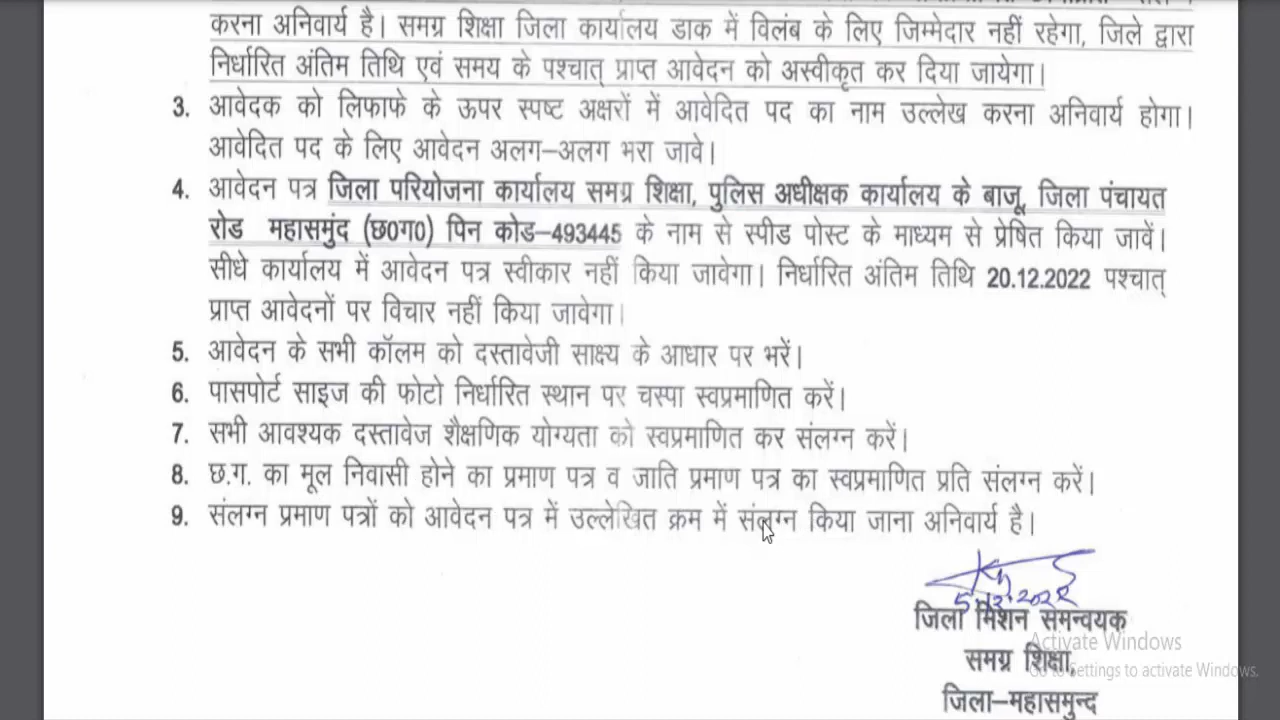 करना अनिवार्य है। समग्र शिक्षा जिला कार्यालय डाक में विलंब के लिए जिम्मेदार नहीं रहेगा, जिले द्वारा
निर्धारित अंतिम तिथि एवं समय के पश्चात् प्राप्त आवेदन को अस्वीकृत कर दिया जायेगा।
3. आवेदक को लिफाफे के ऊपर स्पष्ट अक्षरों में आवेदित पद का नाम उल्लेख करना अनिवार्य होगा।
आवेदित पद के लिए आवेदन अलग–अलग भरा जावे।
4. आवेदन पत्र जिला परियोजना कार्यालय समग्र शिक्षा, पुलिस अधीक्षक कार्यालय के बाजू, जिला पंचायत
रोड महासमुंद (छ0ग0) पिन कोड–493445 के नाम से स्पीड पोस्ट के माध्यम से प्रेषित किया जावें।
सीधे कार्यालय में आवेदन पत्र स्वीकार नहीं किया जावेगा। निर्धारित अंतिम तिथि 20.12.2022 पश्चात्
प्राप्त आवेदनों पर विचार नहीं किया जावेगा।
5. आवेदन के सभी कॉलम को दस्तावेजी साक्ष्य के आधार पर भरें।
6. पासपोर्ट साइज की फोटो निर्धारित स्थान पर चस्पा स्वप्रमाणित करें।
7. सभी आवश्यक दस्तावेज शैक्षणिक योग्यता को स्वप्रमाणित कर संलग्न करें।
8. छ.ग. का मूल निवासी होने का प्रमाण पत्र व जाति प्रमाण पत्र का स्वप्रमाणित प्रति संलग्न करें।
9. संलग्न प्रमाण पत्रों को आवेदन पत्र में उल्लेखित क्रम में संलग्न किया जाना अनिवार्य है।
जिला मिशन समन्वयक
Activate Windows
समग्र शिक्षा,
Go to Settings to activate Windows.
जिला–महासमुन्द